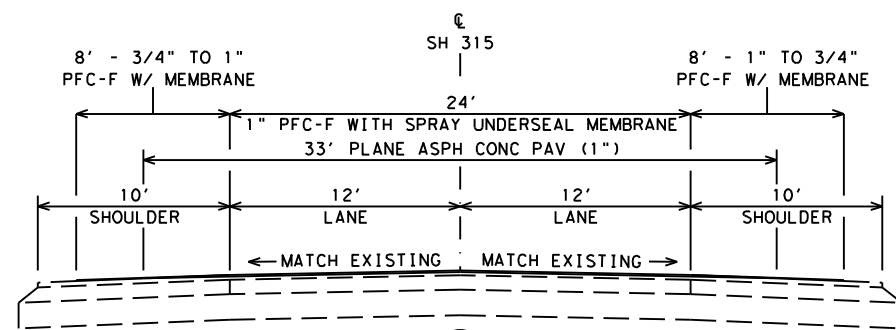 ℄
SH 315
8' - 3/4" TO 1"
PFC-F W/ MEMBRANE
8' - 1" TO 3/4"
PFC-F W/ MEMBRANE
24'
1" PFC-F WITH SPRAY UNDERSEAL MEMBRANE
33' PLANE ASPH CONC PAV (1")
10'
SHOULDER
12'
LANE
12'
LANE
10'
SHOULDER
MATCH EXISTING
MATCH EXISTING